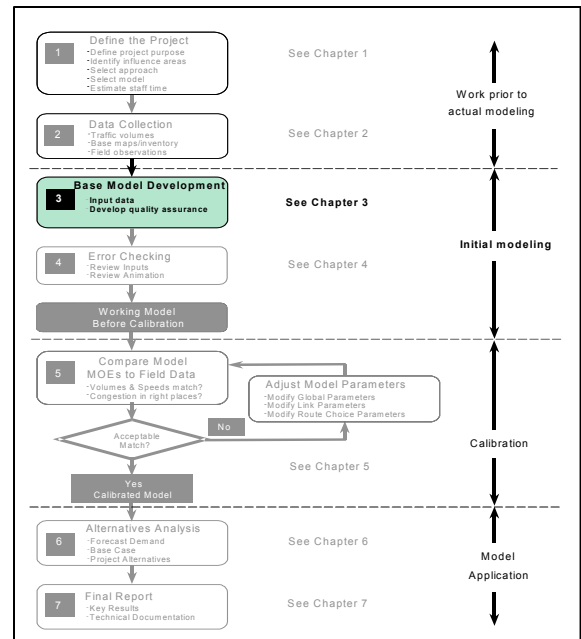 Define the Project
1
-Define project purpose
-Identify influence areas
-Select approach
-Select model
-Estimate staff time
See Chapter 1
Work prior to
actual modeling
Data Collection
2
-Traffic volumes
-Base maps/inventory
-Field observations
See Chapter 2
Base Model Development
3
-Input data
-Develop quality assurance
See Chapter 3
Initial modeling
Error Checking
4
-Review Inputs
-Review Animation
See Chapter 4
Working Model
Before Calibration
Compare Model
MOEs to Field Data
5
-Volumes & Speeds match?
-Congestion in right places?
Adjust Model Parameters
-Modify Global Parameters
-Modify Link Parameters
-Modify Route Choice Parameters
Acceptable
Match?
No
See Chapter 5
Calibration
Yes
Calibrated Model
Alternatives Analysis
6
-Forecast Demand
-Base Case
-Project Alternatives
See Chapter 6
Model
Application
Final Report
7
-Key Results
-Technical Documentation
See Chapter 7